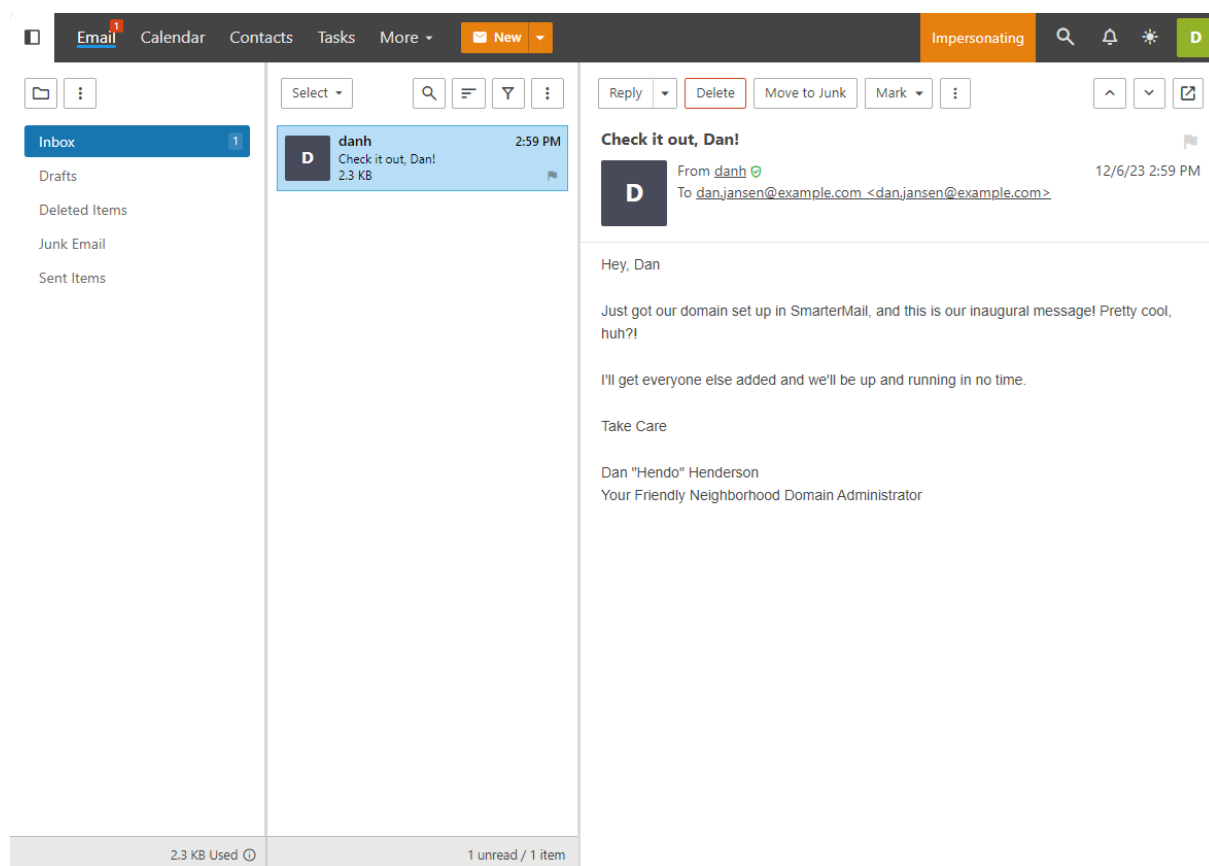 Email 1 Calendar Contacts Tasks More New Impersonating D
Select
Reply Delete Move to Junk Mark
Inbox 1
Drafts
Deleted Items
Junk Email
Sent Items
D
danh 2:59 PM
Check it out, Dan!
2.3 KB
Check it out, Dan!
D
From danh 12/6/23 2:59 PM
To dan.jansen@example.com <dan.jansen@example.com>
Hey, Dan
Just got our domain set up in SmarterMail, and this is our inaugural message! Pretty cool,
huh?!
I'll get everyone else added and we'll be up and running in no time.
Take Care
Dan "Hendo" Henderson
Your Friendly Neighborhood Domain Administrator
2.3 KB Used
1 unread / 1 item